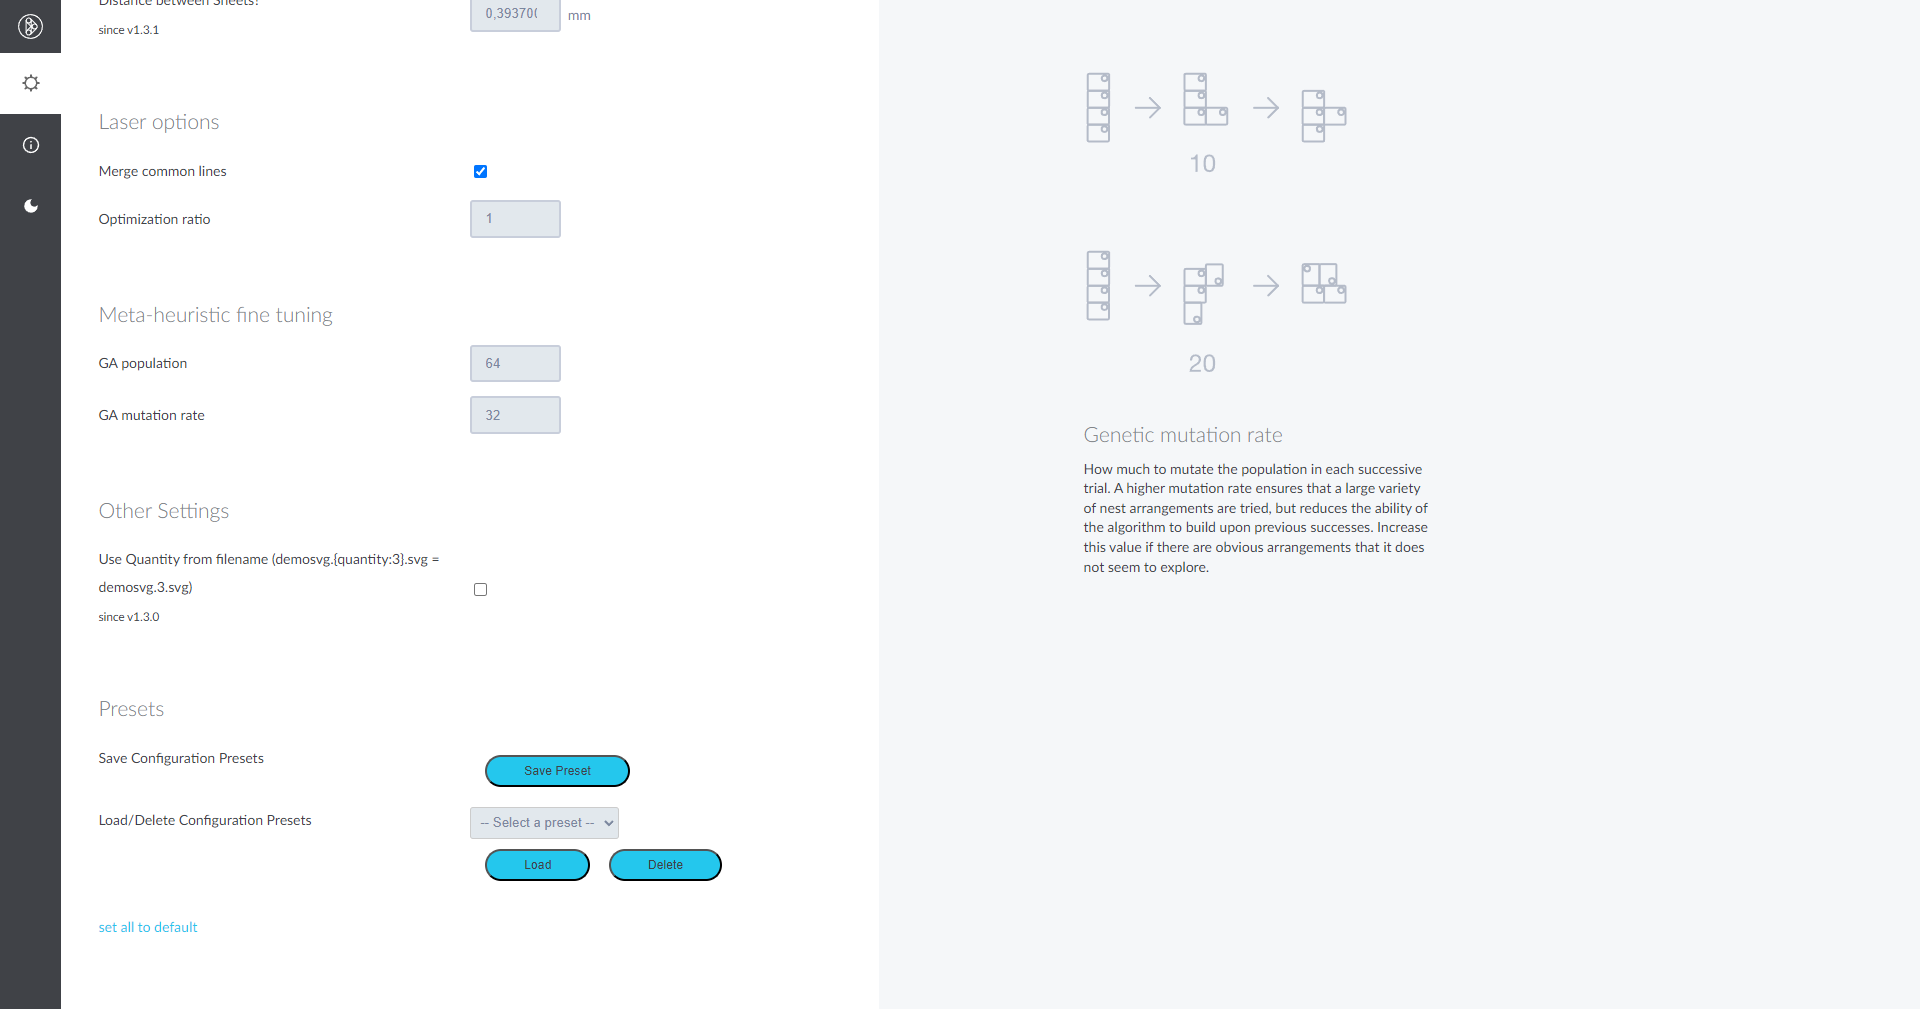 Distance between Sheets?
0,39370
mm
since v1.3.1
Laser options
Merge common lines
Optimization ratio
1
Meta-heuristic fine tuning
GA population
64
GA mutation rate
32
Other Settings
Use Quantity from filename (demosvg.{quantity:3}.svg =
demosvg.3.svg)
since v1.3.0
Presets
Save Configuration Presets
Save Preset
Load/Delete Configuration Presets
-- Select a preset --
Load
Delete
set all to default
10
20
Genetic mutation rate
How much to mutate the population in each successive
trial. A higher mutation rate ensures that a large variety
of nest arrangements are tried, but reduces the ability of
the algorithm to build upon previous successes. Increase
this value if there are obvious arrangements that it does
not seem to explore.